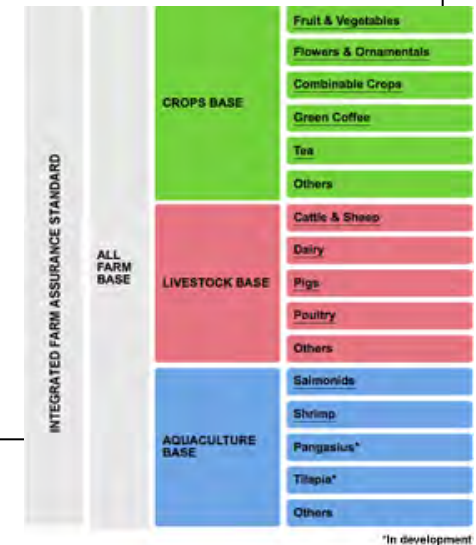 INTEGRATED FARM ASSURANCE STANDARD
ALL
FARM
BASE
CROPS BASE
Fruit & Vegetables
Flowers & Ornamentals
Combinable Crops
Green Coffee
Tea
Others
LIVESTOCK BASE
Cattle & Sheep
Dairy
Pigs
Poultry
Others
AQUACULTURE
BASE
Salmonids
Shrimp
Pangasius*
Tilapia*
Others
*In development